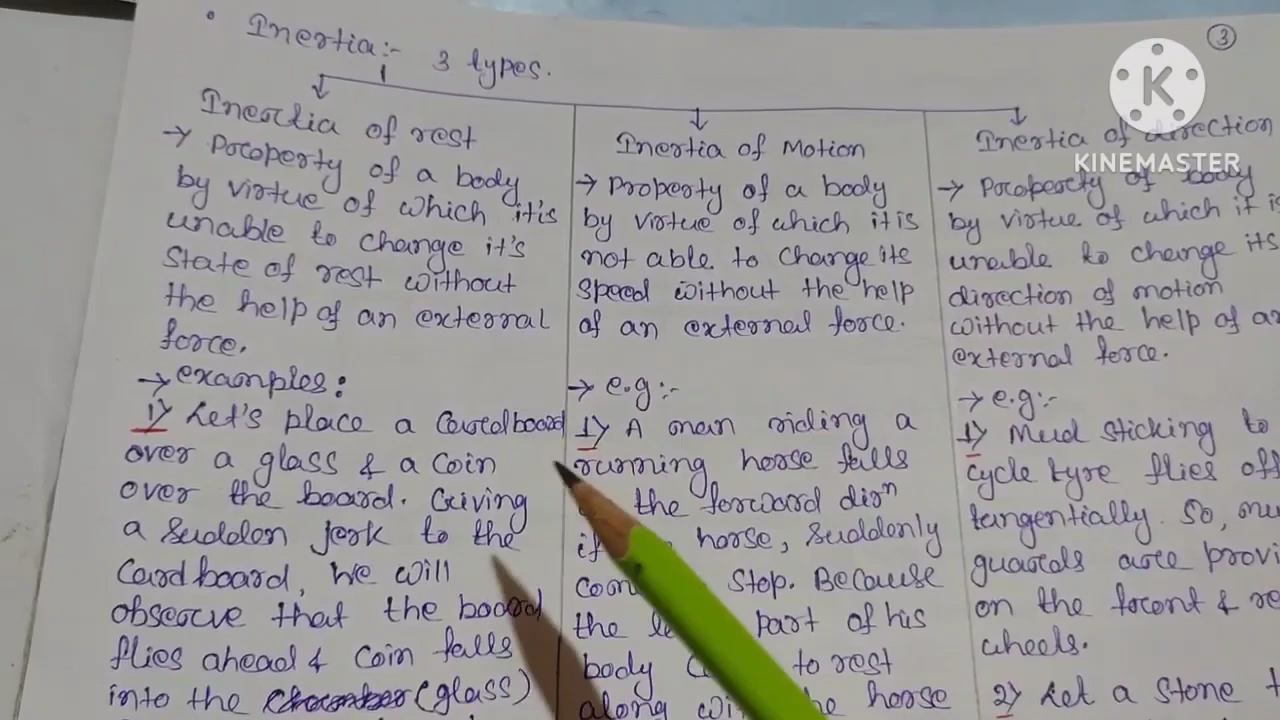 • Inertia:- 3 types.
3
K
KINEMASTER
Inertia of rest
→ Property of a body
by virtue of which it's
unable to change it's
State of rest without
the help of an external
force.
→ examples:
1) Let's place a Cardboard
over a glass & a coin
over the board. Giving
a sudden jerk to the
Cardboard, We will
observe that the board
flies ahead & coin falls
into the (glass)
Inertia of Motion
→ Property of a body
by virtue of which it is
not able to change its
speed without the help
of an external force.
→ e.g:-
1) A man riding a
running horse falls
the forward dirⁿ
if horse, suddenly
stop. Because
the part of his
body to rest
along the horse
Inertia of direction
→ Property of body
by virtue of which it is
unable to change its
direction of motion
without the help of an
external force.
→ e.g:-
1) Mud sticking to
cycle tyre flies off
tangentially. So,
guards are
on the front &
wheels.
2) Let a stone